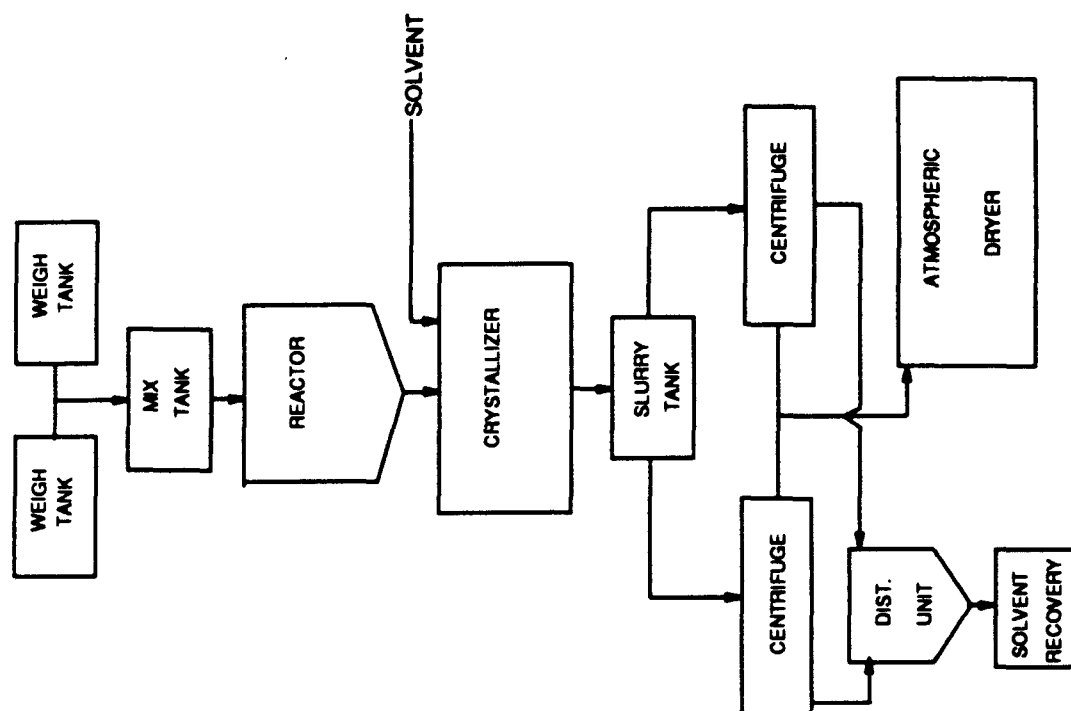 WEIGH
TANK
WEIGH
TANK
MIX
TANK
REACTOR
SOLVENT
CRYSTALLIZER
SLURRY
TANK
CENTRIFUGE
CENTRIFUGE
ATMOSPHERIC
DRYER
DIST.
UNIT
SOLVENT
RECOVERY